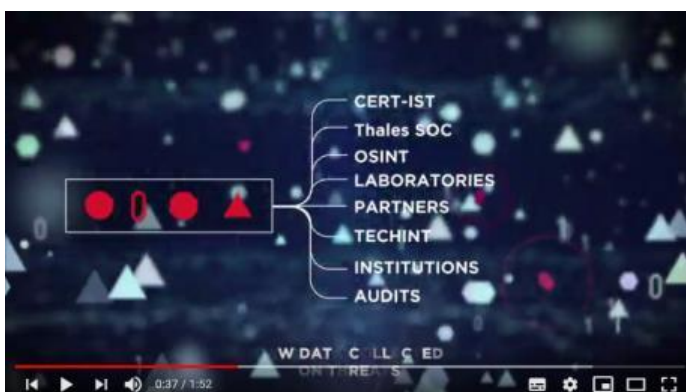 CERT-IST
Thales SOC
OSINT
LABORATORIES
PARTNERS
TECHINT
INSTITUTIONS
AUDITS
0:37 / 1:52